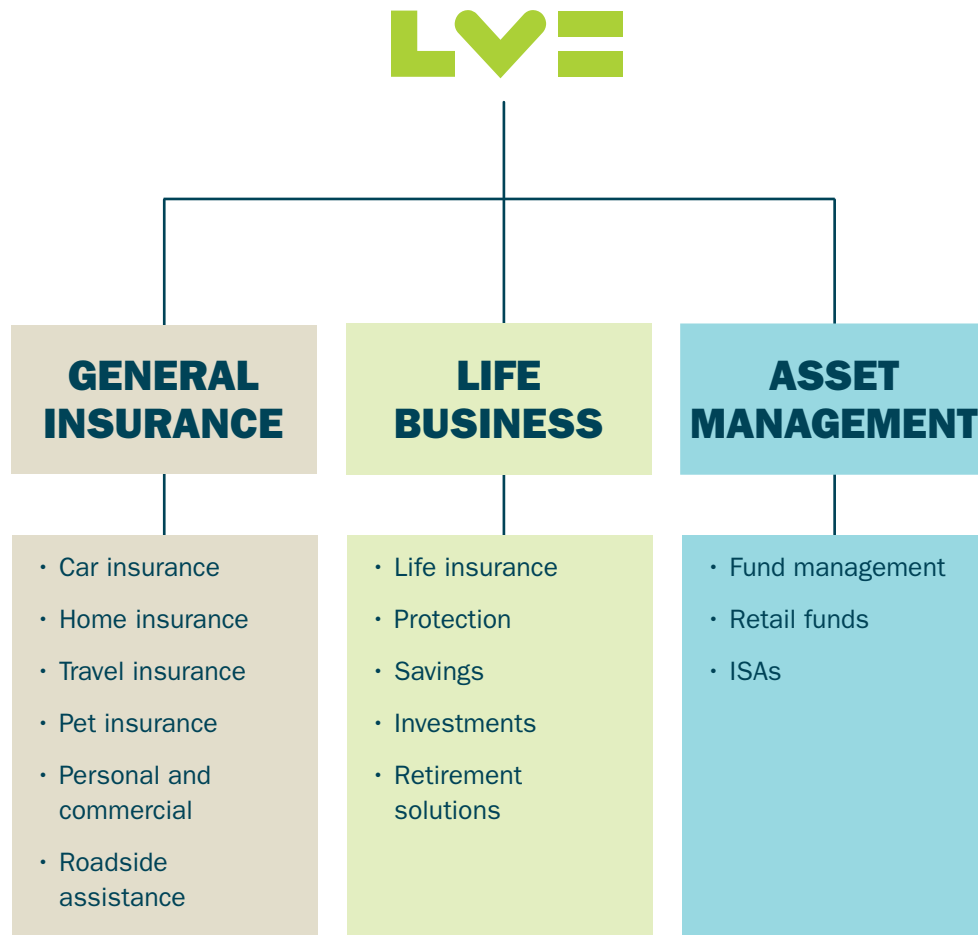 LV=
GENERAL
INSURANCE
LIFE
BUSINESS
ASSET
MANAGEMENT
· Car insurance
· Home insurance
· Travel insurance
· Pet insurance
· Personal and
commercial
· Roadside
assistance
· Life insurance
· Protection
· Savings
· Investments
· Retirement
solutions
· Fund management
· Retail funds
· ISAs